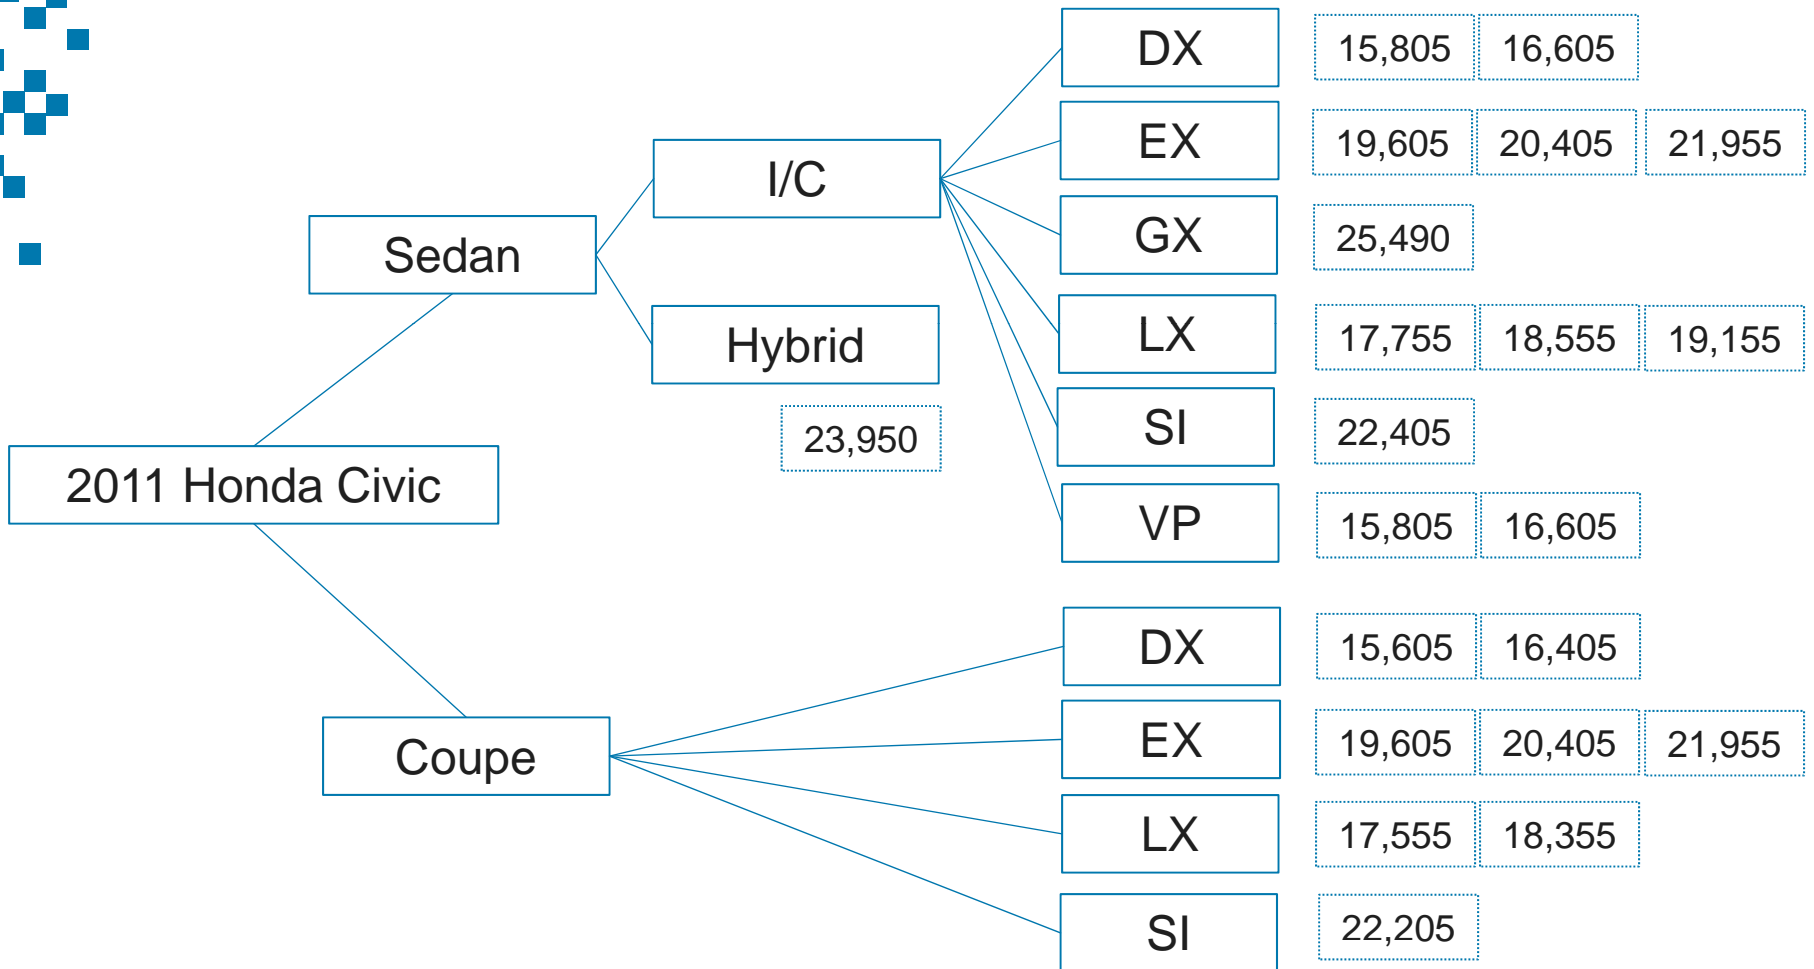 DX 15,805 16,605
EX 19,605 20,405 21,955
I/C
GX 25,490
Sedan
LX 17,755 18,555 19,155
Hybrid
SI 22,405
23,950
2011 Honda Civic
VP 15,805 16,605
DX 15,605 16,405
EX 19,605 20,405 21,955
Coupe
LX 17,555 18,355
SI 22,205